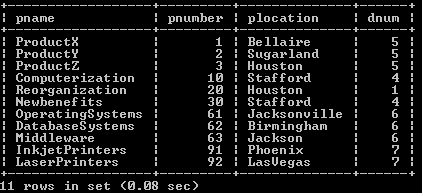 pname pnumber plocation dnum
ProductX 1 Bellaire 5
ProductY 2 Sugarland 5
ProductZ 3 Houston 5
Computerization 10 Stafford 4
Reorganization 20 Houston 1
Newbenefits 30 Stafford 4
OperatingSystems 61 Jacksonville 6
DatabaseSystems 62 Birmingham 6
Middleware 63 Jackson 6
InkjetPrinters 91 Phoenix 7
LaserPrinters 92 LasVegas 7
11 rows in set (0.08 sec)